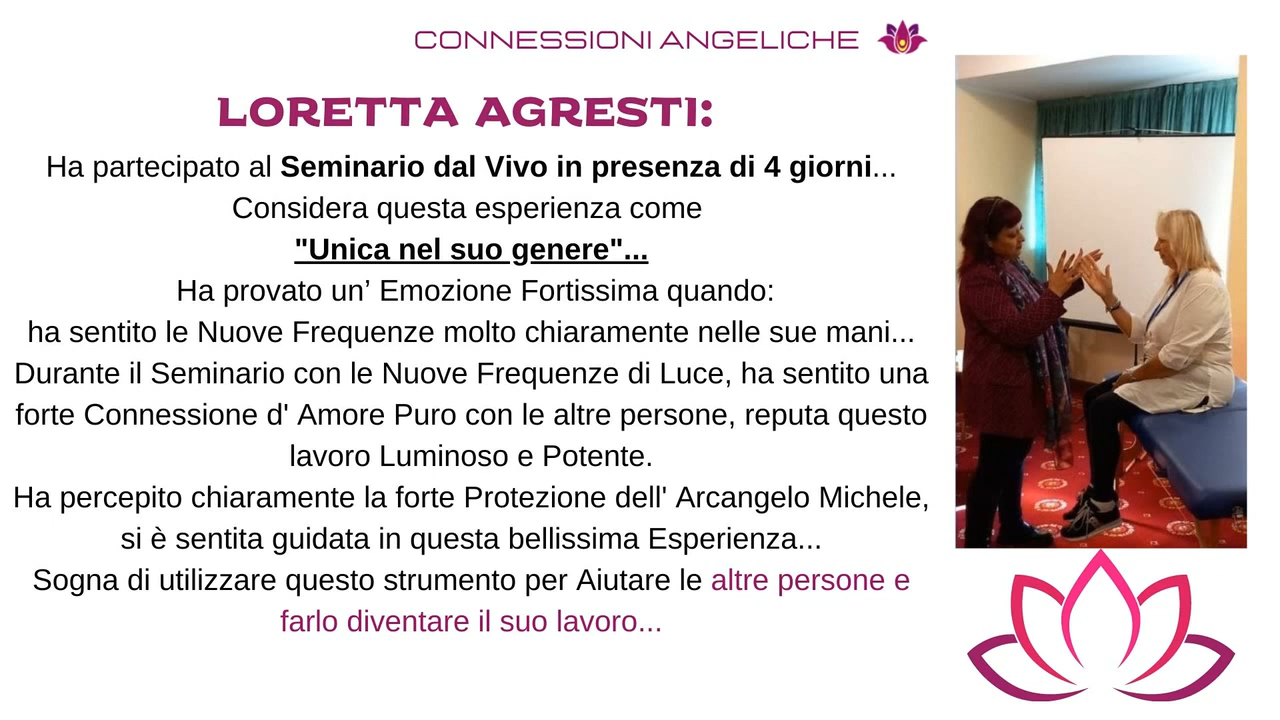 CONNESSIONI ANGELICHE
LORETTA AGRESTI:
Ha partecipato al Seminario dal Vivo in presenza di 4 giorni...
Considera questa esperienza come
"Unica nel suo genere"...
Ha provato un’ Emozione Fortissima quando:
ha sentito le Nuove Frequenze molto chiaramente nelle sue mani...
Durante il Seminario con le Nuove Frequenze di Luce, ha sentito una
forte Connessione d' Amore Puro con le altre persone, reputa questo
lavoro Luminoso e Potente.
Ha percepito chiaramente la forte Protezione dell' Arcangelo Michele,
si è sentita guidata in questa bellissima Esperienza...
Sogna di utilizzare questo strumento per Aiutare le altre persone e
farlo diventare il suo lavoro...